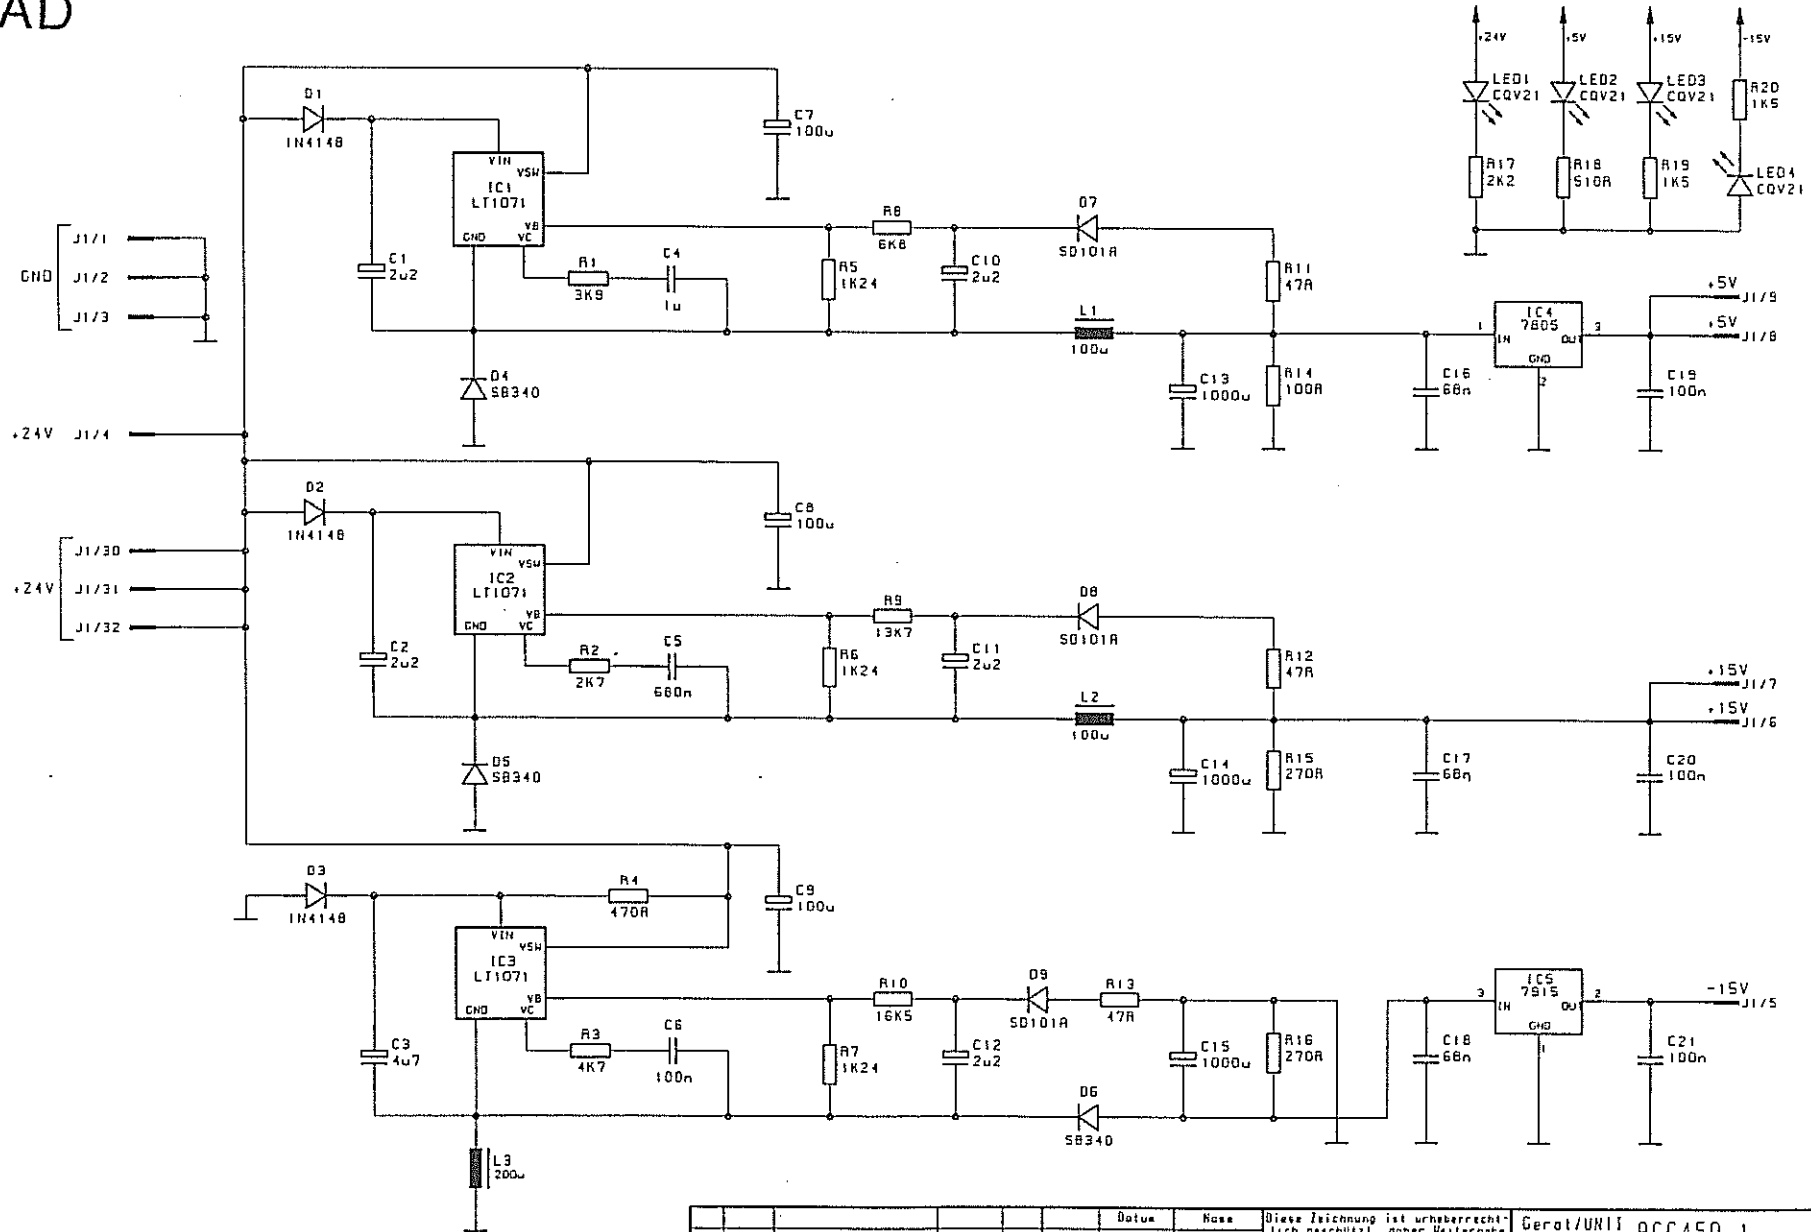 AD
+24V
+5V
+15V
-15V
LED1
CQV21
LED2
CQV21
LED3
CQV21
R20
1K5
R17
2K2
R18
510R
R19
1K5
LED4
CQV21
D1
1N4148
C7
100u
VIN
VSW
IC1
LT1071
VB
GND
VC
C1
2u2
R1
3K9
C4
1u
R5
1K24
R8
6K8
C10
2u2
D7
SD101A
R11
47R
L1
100u
C13
1000u
R14
100R
C16
68n
1
IN
IC4
7805
OUT
3
GND
2
C19
100n
+5V
J1/9
+5V
J1/8
GND
J1/1
J1/2
J1/3
D4
SB340
+24V J1/4
D2
1N4148
C8
100u
VIN
VSW
IC2
LT1071
VB
GND
VC
+24V
J1/30
J1/31
J1/32
C2
2u2
R2
2K7
C5
680n
R6
1K24
R9
13K7
C11
2u2
D8
SD101A
R12
47R
L2
100u
C14
1000u
R15
270R
C17
68n
C20
100n
+15V
J1/7
+15V
J1/6
D5
SB340
D3
1N4148
R4
470R
C9
100u
VIN
VSW
IC3
LT1071
VB
GND
VC
C3
4u7
R3
4K7
C6
100n
R7
1K24
R10
16K5
C12
2u2
D9
SD101A
R13
47R
C15
1000u
R16
270R
D6
SB340
C18
68n
3
IN
IC5
7915
OUT
2
GND
1
C21
100n
-15V
J1/5
L3
200u
Datum
Name
Diese Zeichnung ist urheberrecht-
Gerät/UNIT